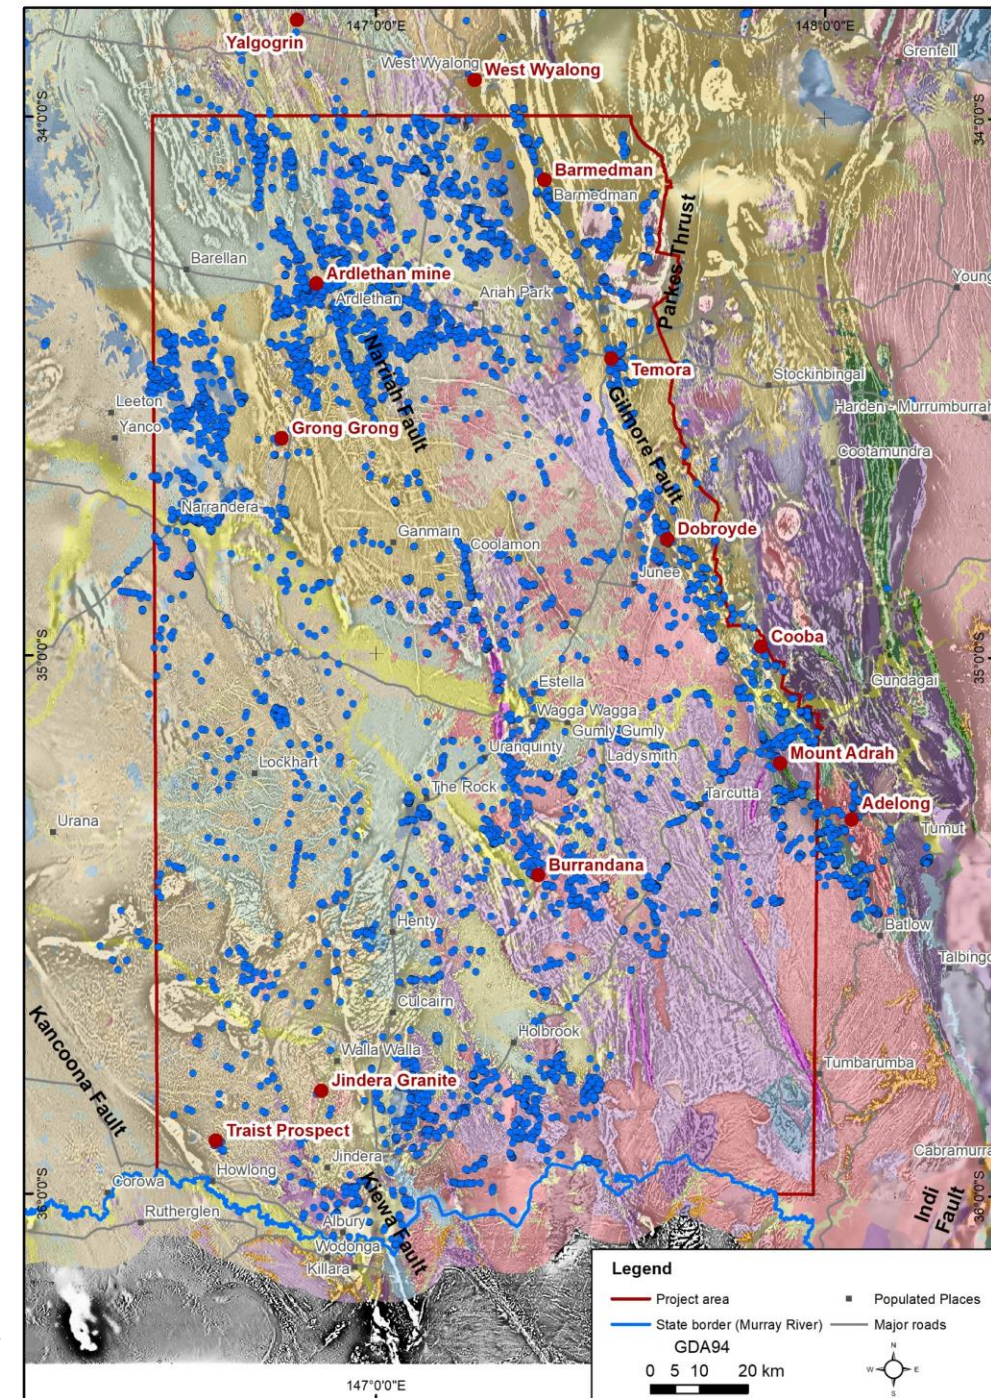 147°0'0"E
148°0'0"E
Yalgogrin
Grenfell
West Wyalong
West Wyalong
34°0'0"S
34°0'0"S
Barmedman
Barmedman
Parkes Thrust
Barellan
Ardlethan mine
Ardlethan
Ariah Park
Young
Narriah Fault
Temora
Stockinbingal
Gilmore Fault
Leeton
Yanco
Harden - Murrumburrah
Grong Grong
Cootamundra
Narrandera
Ganmain
Coolamon
Dobroyde
Junee
35°0'0"S
Cooba
35°0'0"S
Estella
Gundagai
Wagga Wagga
Gumly Gumly
Uranquinty
Ladysmith
Mount Adrah
Lockhart
The Rock
Tarcutta
Adelong
Urana
Tumut
Burrandana
Henty
Batlow
Talbingo
Culcairn
Kancoona Fault
Holbrook
Walla Walla
Tumbarumba
Jindera Granite
Traist Prospect
Cabramurra
Howlong
Jindera
36°0'0"S
Corowa
Kiewa Fault
Indi
Fault
36°0'0"S
Rutherglen
Albury
Wodonga
Killara
Legend
Project area
Populated Places
State border (Murray River)
Major roads
GDA94
0 5 10 20 km
N
W E
S
147°0'0"E